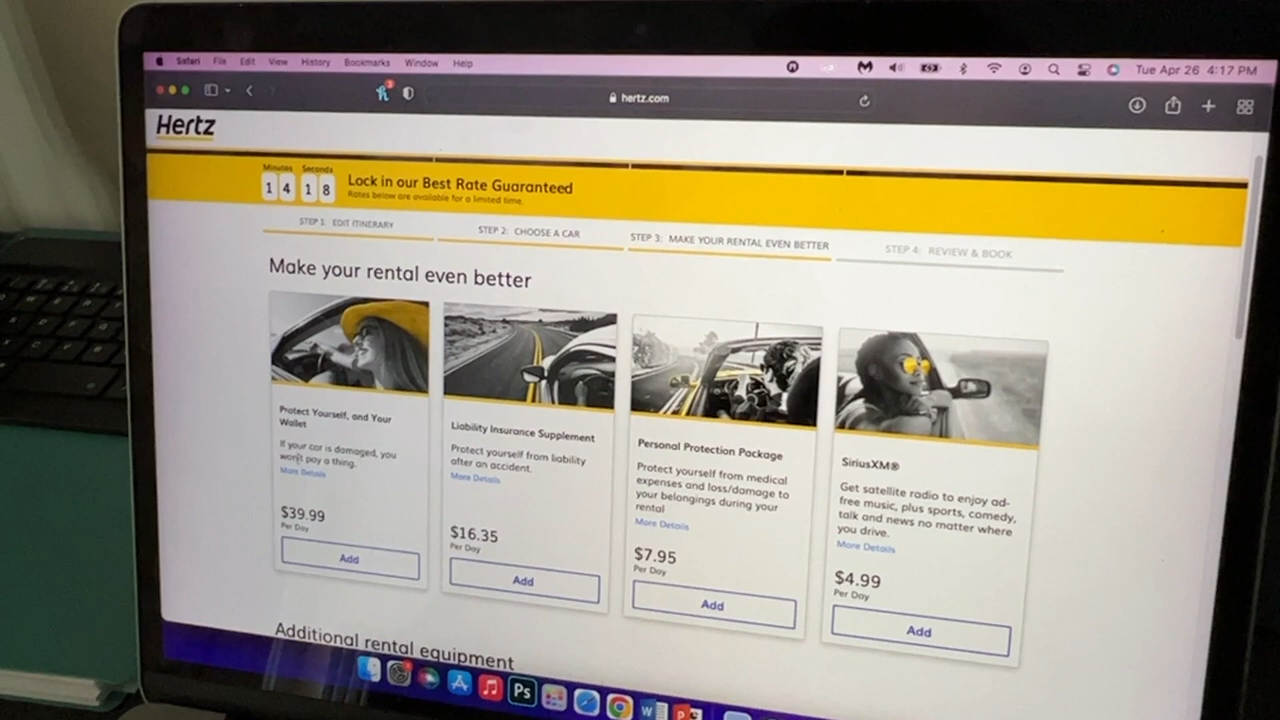 Safari File Edit View History Bookmarks Window Help
Tue Apr 26 4:17 PM
3
hertz.com
Hertz
Minutes Seconds
14 18
Lock in our Best Rate Guaranteed
Rates below are available for a limited time.
STEP 1: EDIT ITINERARY
STEP 2: CHOOSE A CAR
STEP 3: MAKE YOUR RENTAL EVEN BETTER
STEP 4: REVIEW & BOOK
Make your rental even better
Protect Yourself, and Your
Wallet
If your car is damaged, you
won't pay a thing.
More Details
$39.99
Per Day
Add
Liability Insurance Supplement
Protect yourself from liability
after an accident.
More Details
$16.35
Per Day
Add
Personal Protection Package
Protect yourself from medical
expenses and loss/damage to
your belongings during your
rental
More Details
$7.95
Per Day
Add
SiriusXM®
Get satellite radio to enjoy ad-
free music, plus sports, comedy,
talk and news no matter where
you drive.
More Details
$4.99
Per Day
Add
Additional rental equipment
Ps
W
P